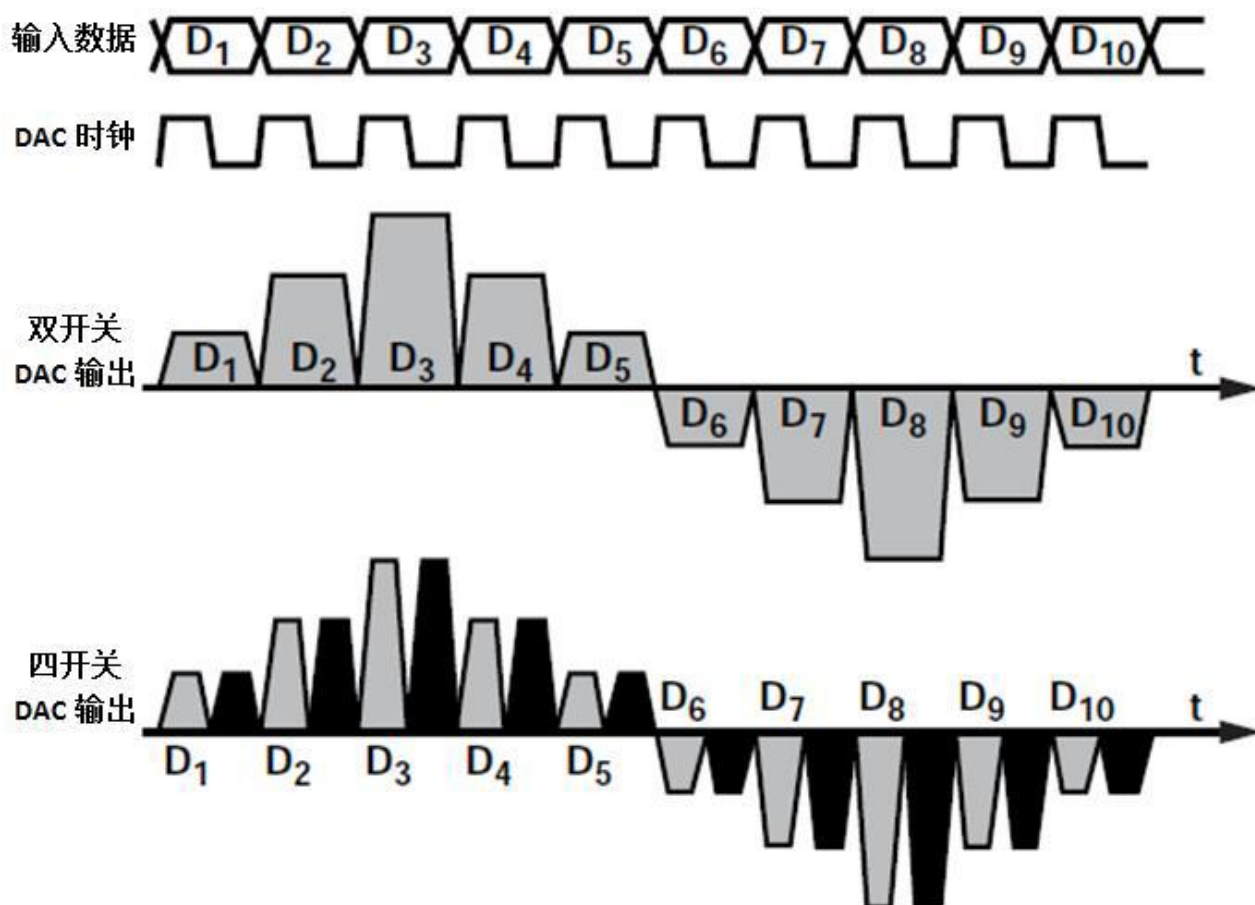 输入数据 D1 D2 D3 D4 D5 D6 D7 D8 D9 D10
DAC 时钟
双开关
DAC 输出
D1 D2 D3 D4 D5 t
D6 D7 D8 D9 D10
四开关
DAC 输出
D6 D7 D8 D9 D10 t
D1 D2 D3 D4 D5